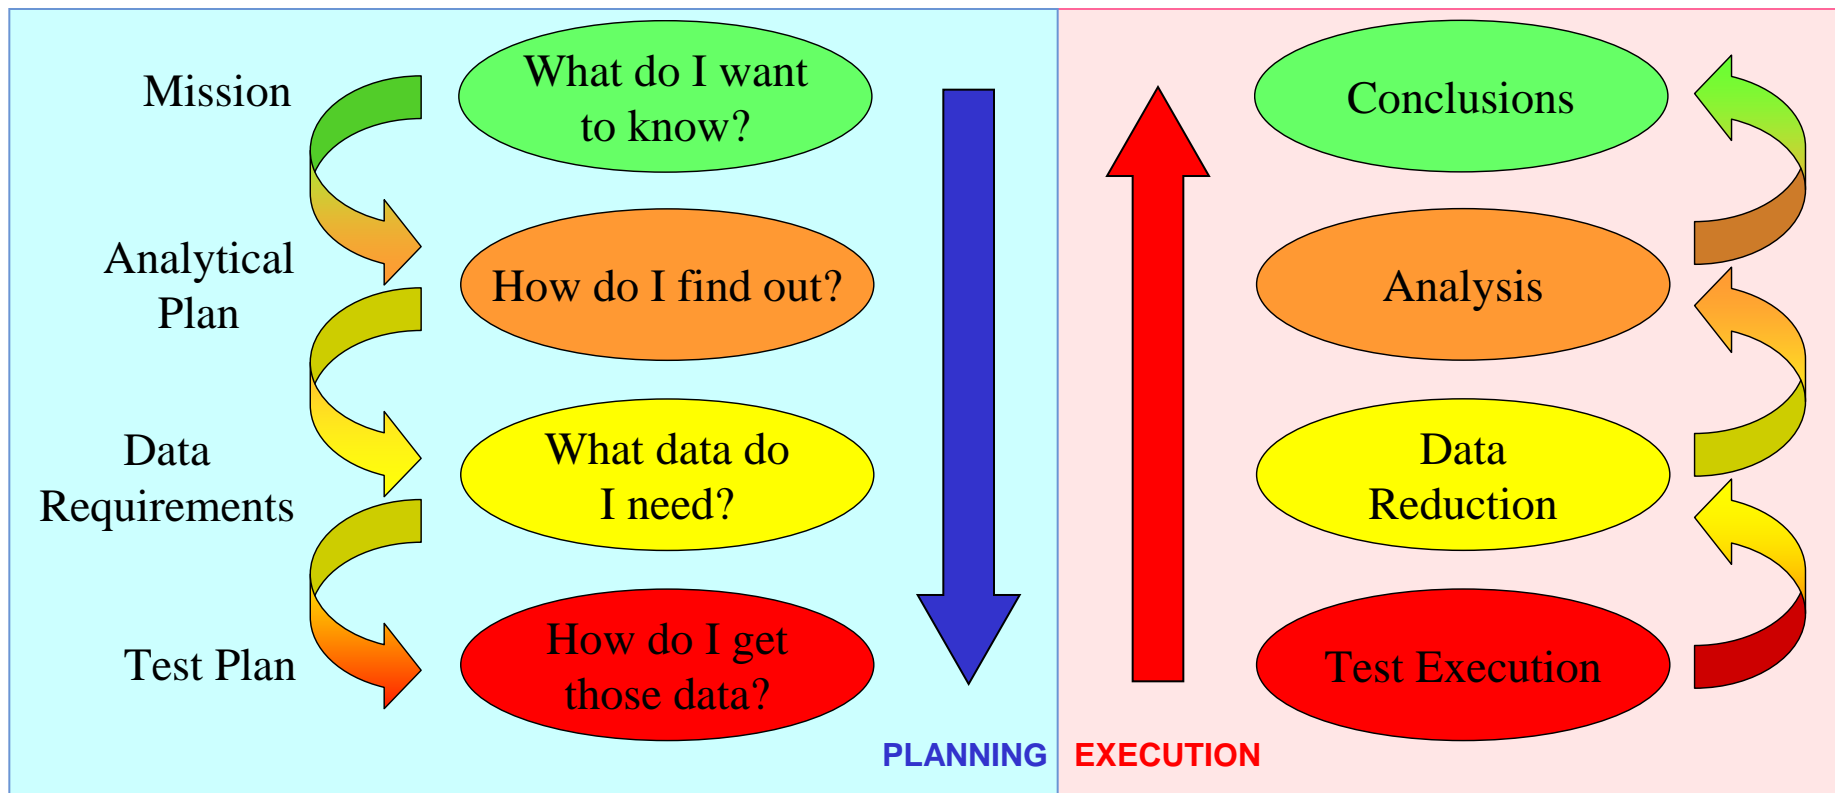 Mission
What do I want
to know?
Analytical
Plan
How do I find out?
Data
Requirements
What data do
I need?
Test Plan
How do I get
those data?
PLANNING
Conclusions
Analysis
Data
Reduction
Test Execution
EXECUTION